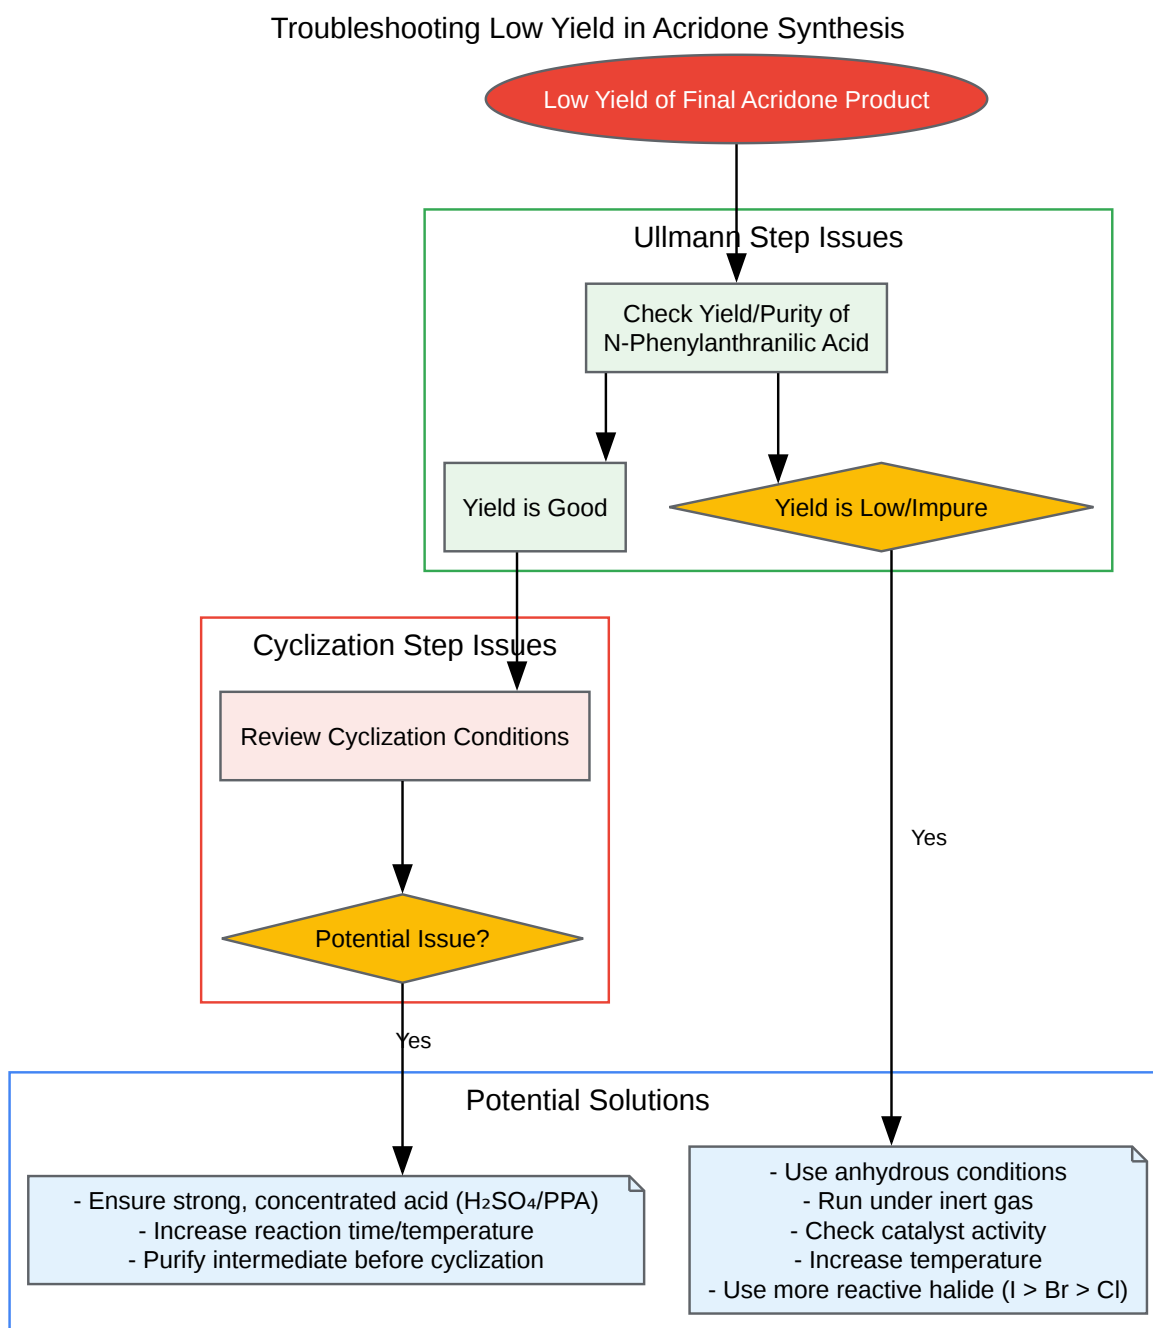 Troubleshooting Low Yield in Acridone Synthesis
Low Yield of Final Acridone Product
Ullmann Step Issues
Check Yield/Purity of
N-Phenylanthranilic Acid
Yield is Good
Yield is Low/Impure
Cyclization Step Issues
Review Cyclization Conditions
Yes
Potential Issue?
Yes
Potential Solutions
- Ensure strong, concentrated acid (H₂SO₄/PPA)
- Increase reaction time/temperature
- Purify intermediate before cyclization
- Use anhydrous conditions
- Run under inert gas
- Check catalyst activity
- Increase temperature
- Use more reactive halide (I > Br > Cl)